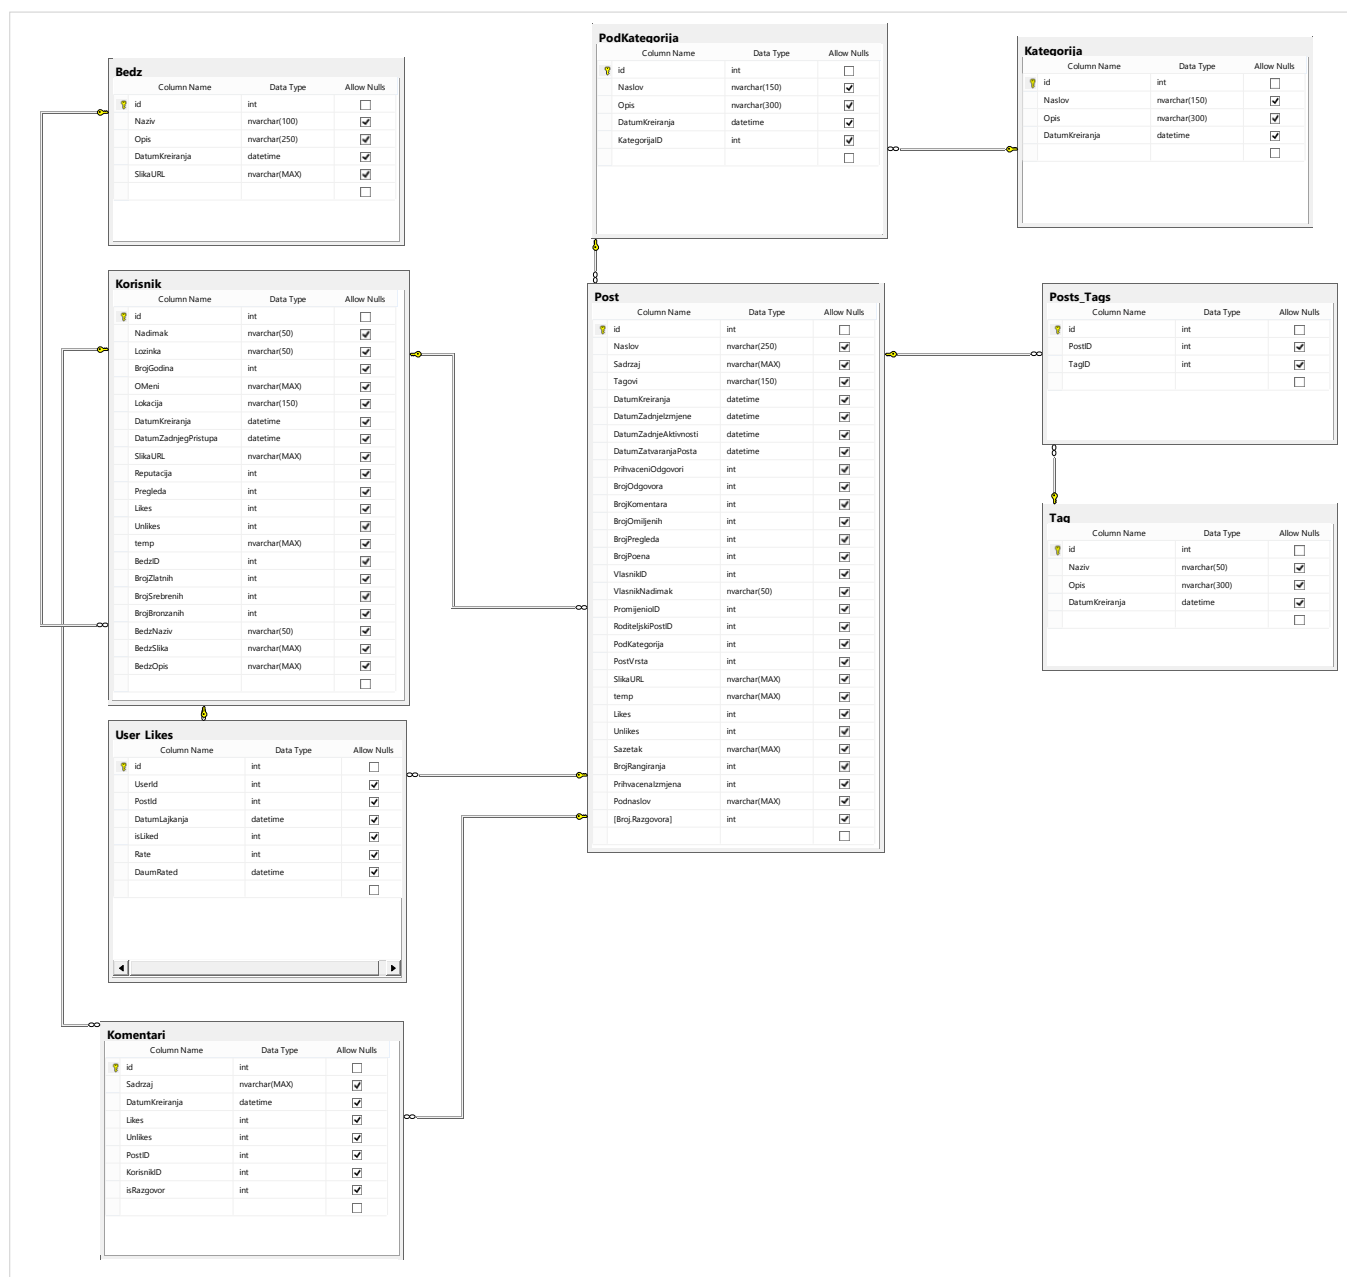 Bedz
Column Name Data Type Allow Nulls
id int
Naziv nvarchar(100)
Opis nvarchar(250)
DatumKreiranja datetime
SlikaURL nvarchar(MAX)
PodKategorija
Column Name Data Type Allow Nulls
id int
Naslov nvarchar(150)
Opis nvarchar(300)
DatumKreiranja datetime
KategorijaID int
Kategorija
Column Name Data Type Allow Nulls
id int
Naslov nvarchar(150)
Opis nvarchar(300)
DatumKreiranja datetime
Korisnik
Column Name Data Type Allow Nulls
id int
Nadimak nvarchar(50)
Lozinka nvarchar(50)
BrojGodina int
OMeni nvarchar(MAX)
Lokacija nvarchar(150)
DatumKreiranja datetime
DatumZadnjegPristupa datetime
SlikaURL nvarchar(MAX)
Reputacija int
Pregleda int
Likes int
Unlikes int
temp nvarchar(MAX)
BedzID int
BrojZlatnih int
BrojSrebrenih int
BrojBronzanih int
BedzNaziv nvarchar(50)
BedzSlika nvarchar(MAX)
BedzOpis nvarchar(MAX)
Post
Column Name Data Type Allow Nulls
id int
Naslov nvarchar(250)
Sadrzaj nvarchar(MAX)
Tagovi nvarchar(150)
DatumKreiranja datetime
DatumZadnjeIzmjene datetime
DatumZadnjeAktivnosti datetime
DatumZatvaranjaPosta datetime
PrihvaceniOdgovori int
BrojOdgovora int
BrojKomentara int
BrojOmiljenih int
BrojPregleda int
BrojPoena int
VlasnikID int
VlasnikNadimak nvarchar(50)
PromijenioID int
RoditeljskiPostID int
PodKategorija int
PostVrsta int
SlikaURL nvarchar(MAX)
temp nvarchar(MAX)
Likes int
Unlikes int
Sazetak nvarchar(MAX)
BrojRangiranja int
PrihvacenaIzmjena int
Podnaslov nvarchar(MAX)
[Broj.Razgovora] int
Posts_Tags
Column Name Data Type Allow Nulls
id int
PostID int
TagID int
Tag
Column Name Data Type Allow Nulls
id int
Naziv nvarchar(50)
Opis nvarchar(300)
DatumKreiranja datetime
User Likes
Column Name Data Type Allow Nulls
id int
UserId int
PostId int
DatumLajkanja datetime
isLiked int
Rate int
DaumRated datetime
Komentari
Column Name Data Type Allow Nulls
id int
Sadrzaj nvarchar(MAX)
DatumKreiranja datetime
Likes int
Unlikes int
PostID int
KorisnikID int
isRazgovor int